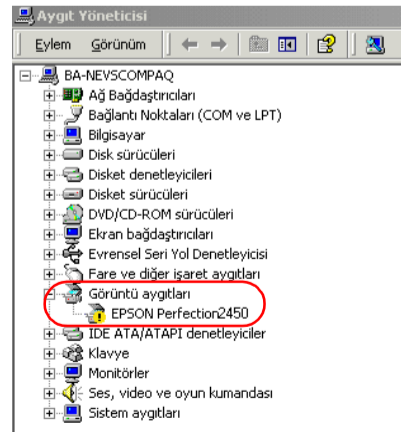 Aygıt Yöneticisi
Eylem Görünüm
BA-NEVSCOMPAQ
Ağ Bağdaştırıcıları
Bağlantı Noktaları (COM ve LPT)
Bilgisayar
Disk sürücüleri
Disket denetleyicileri
Disket sürücüleri
DVD/CD-ROM sürücüleri
Ekran bağdaştırıcıları
Evrensel Seri Yol Denetleyicisi
Fare ve diğer işaret aygıtları
Görüntü aygıtları
EPSON Perfection2450
IDE ATA/ATAPI denetleyiciler
Klavye
Monitörler
Ses, video ve oyun kumandası
Sistem aygıtları